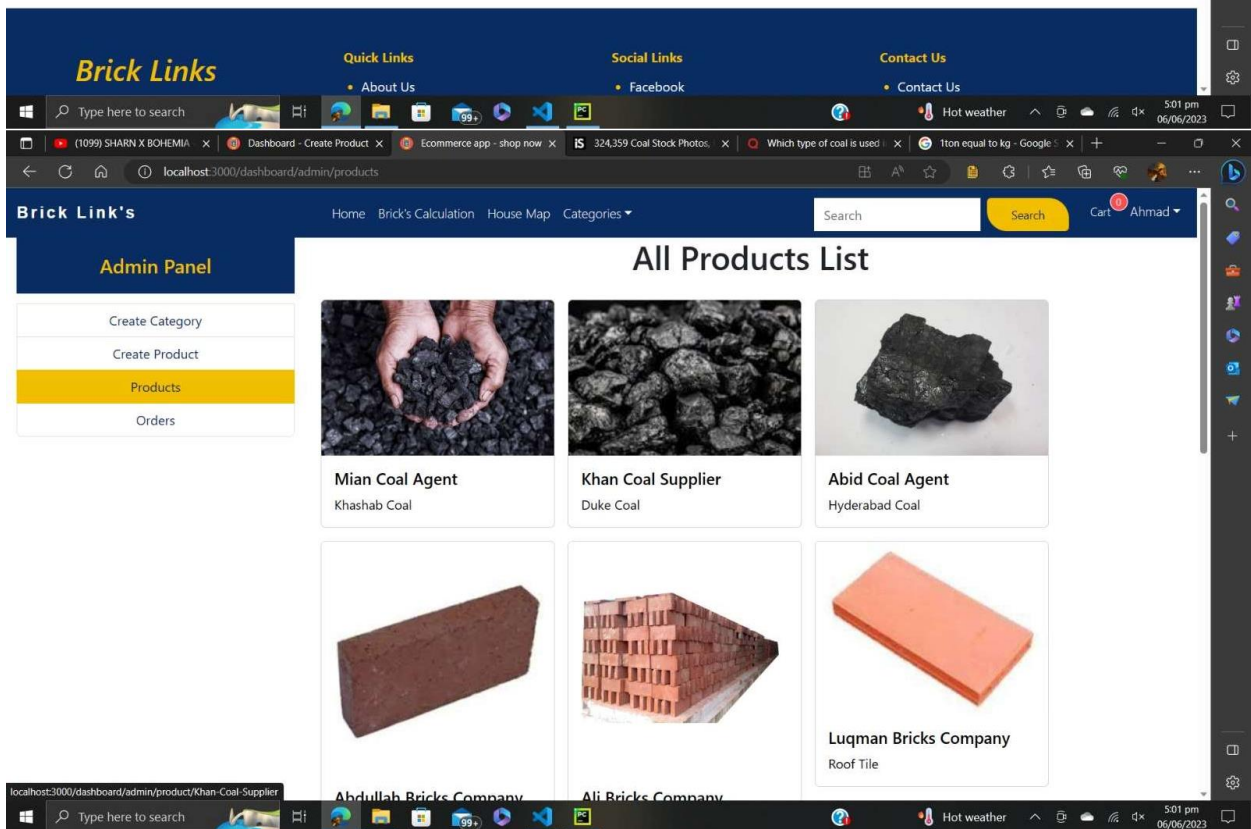 Brick Links
Quick Links
• About Us
Social Links
• Facebook
Contact Us
• Contact Us
Type here to search
99+
Hot weather
5:01 pm
06/06/2023
(1099) SHARN X BOHEMIA
Dashboard - Create Product
Ecommerce app - shop now
iS
324,359 Coal Stock Photos,
Which type of coal is used i
1ton equal to kg - Google S
localhost:3000/dashboard/admin/products
Brick Link's
Home
Brick's Calculation
House Map
Categories
Search
Search
Cart
0
Ahmad
Admin Panel
Create Category
Create Product
Products
Orders
All Products List
Mian Coal Agent
Khashab Coal
Khan Coal Supplier
Duke Coal
Abid Coal Agent
Hyderabad Coal
Abdullah Bricks Company
Ali Bricks Company
Luqman Bricks Company
Roof Tile
localhost:3000/dashboard/admin/product/Khan-Coal-Supplier
Type here to search
99+
Hot weather
5:01 pm
06/06/2023